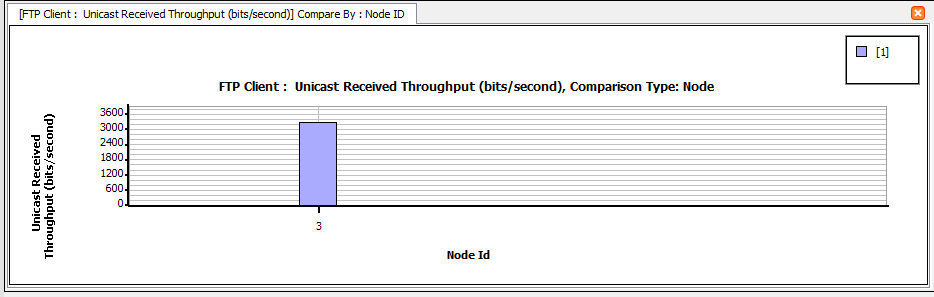 [FTP Client :  Unicast Received Throughput (bits/second)] Compare By : Node ID
[1]
FTP Client :  Unicast Received Throughput (bits/second), Comparison Type: Node
Unicast Received
Throughput (bits/second)
3600
3000
2400
1800
1200
600
0
3
Node Id